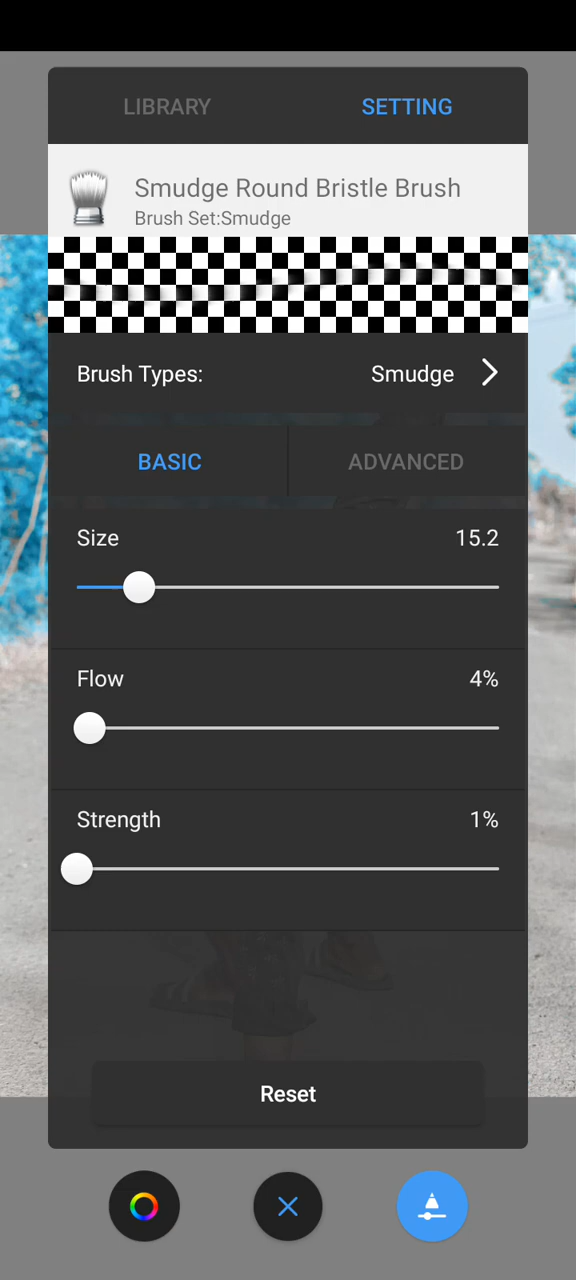 LIBRARY SETTING
Smudge Round Bristle Brush
Brush Set:Smudge
Brush Types: Smudge
BASIC ADVANCED
Size 15.2
Flow 4%
Strength 1%
Reset